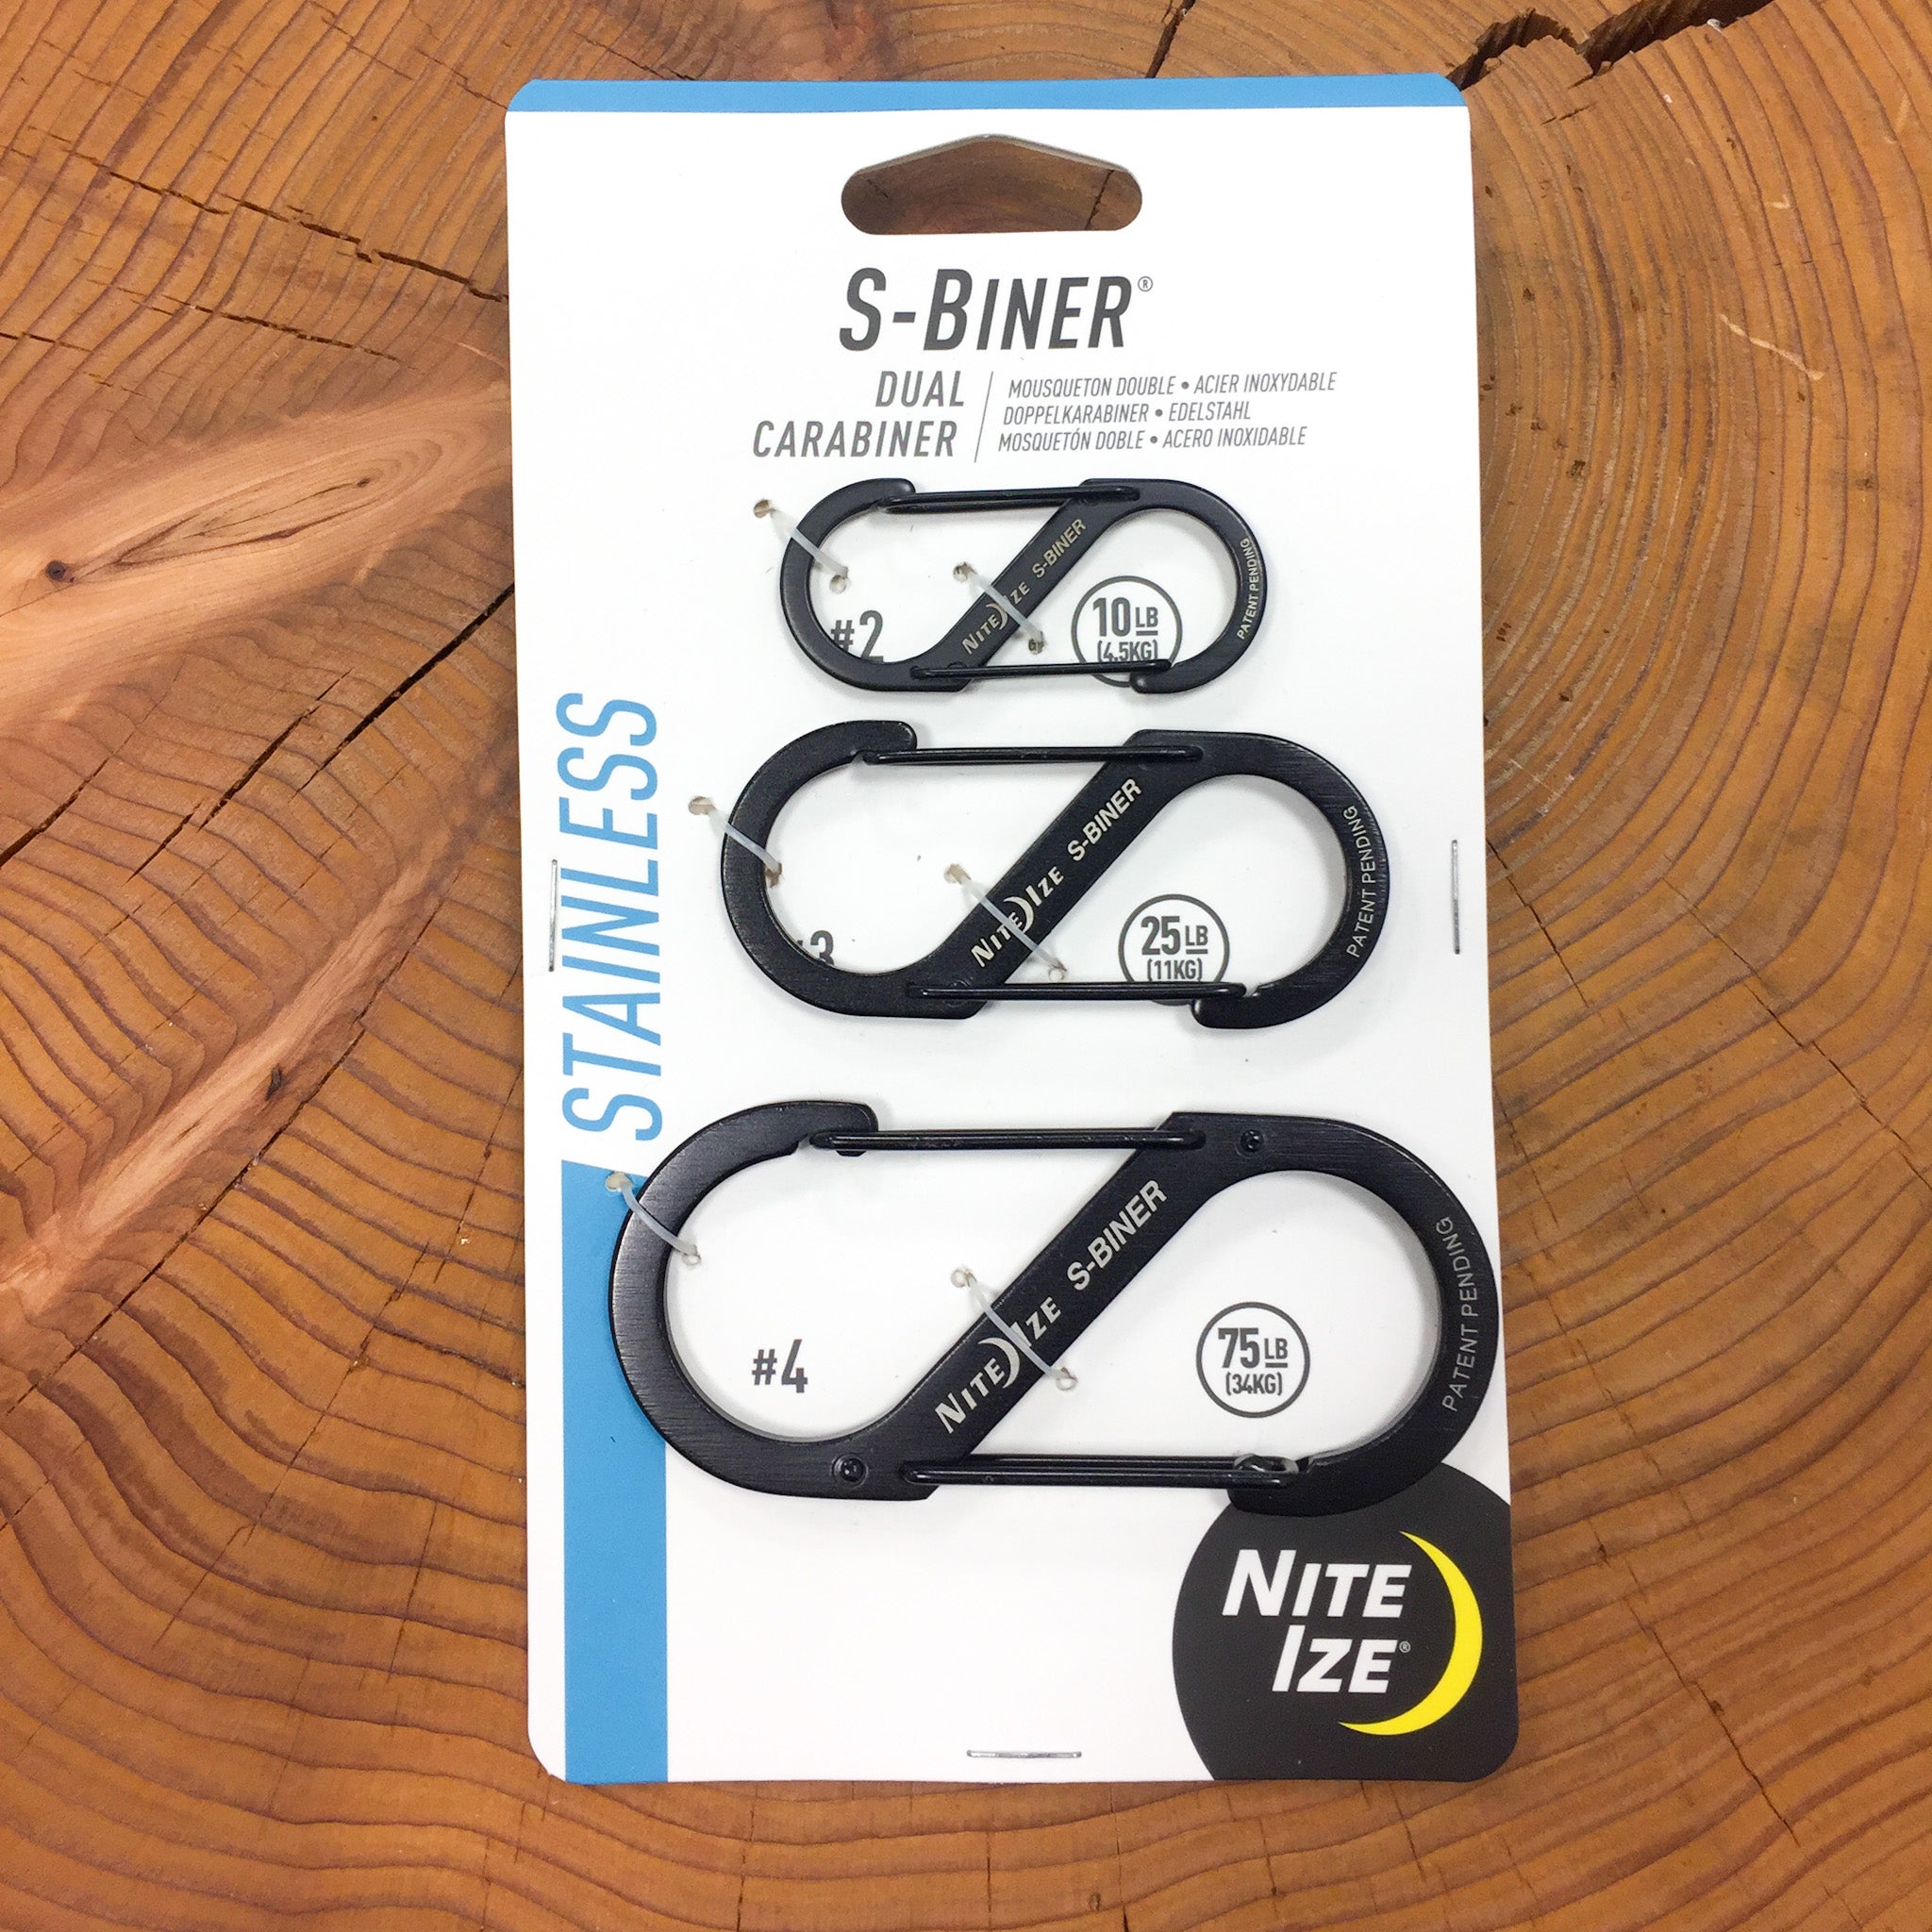 S-BINER®
DUAL
CARABINER
MOUSQUETON DOUBLE • ACIER INOXYDABLE
DOPPELKARABINER • EDELSTAHL
MOSQUETÓN DOBLE • ACERO INOXIDABLE
STAINLESS
NITE IZE S-BINER
PATENT PENDING
#2
10 LB
(4.5KG)
NITE IZE S-BINER
PATENT PENDING
3
25 LB
(11KG)
NITE IZE S-BINER
PATENT PENDING
#4
75 LB
(34KG)
NITE
IZE®